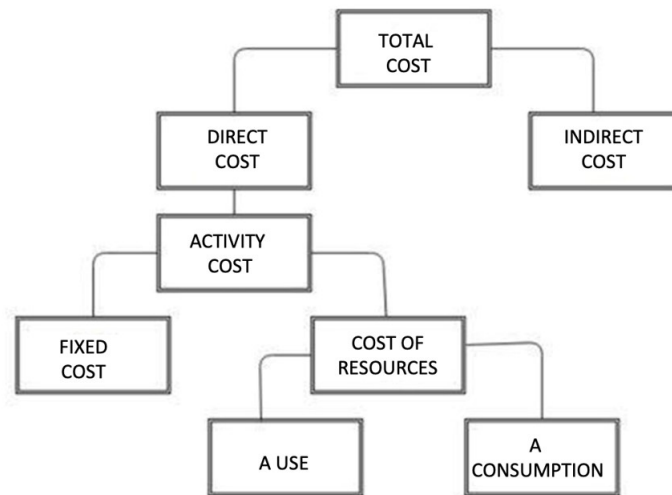 TOTAL
COST
DIRECT
COST
INDIRECT
COST
ACTIVITY
COST
FIXED
COST
COST OF
RESOURCES
A USE
A
CONSUMPTION